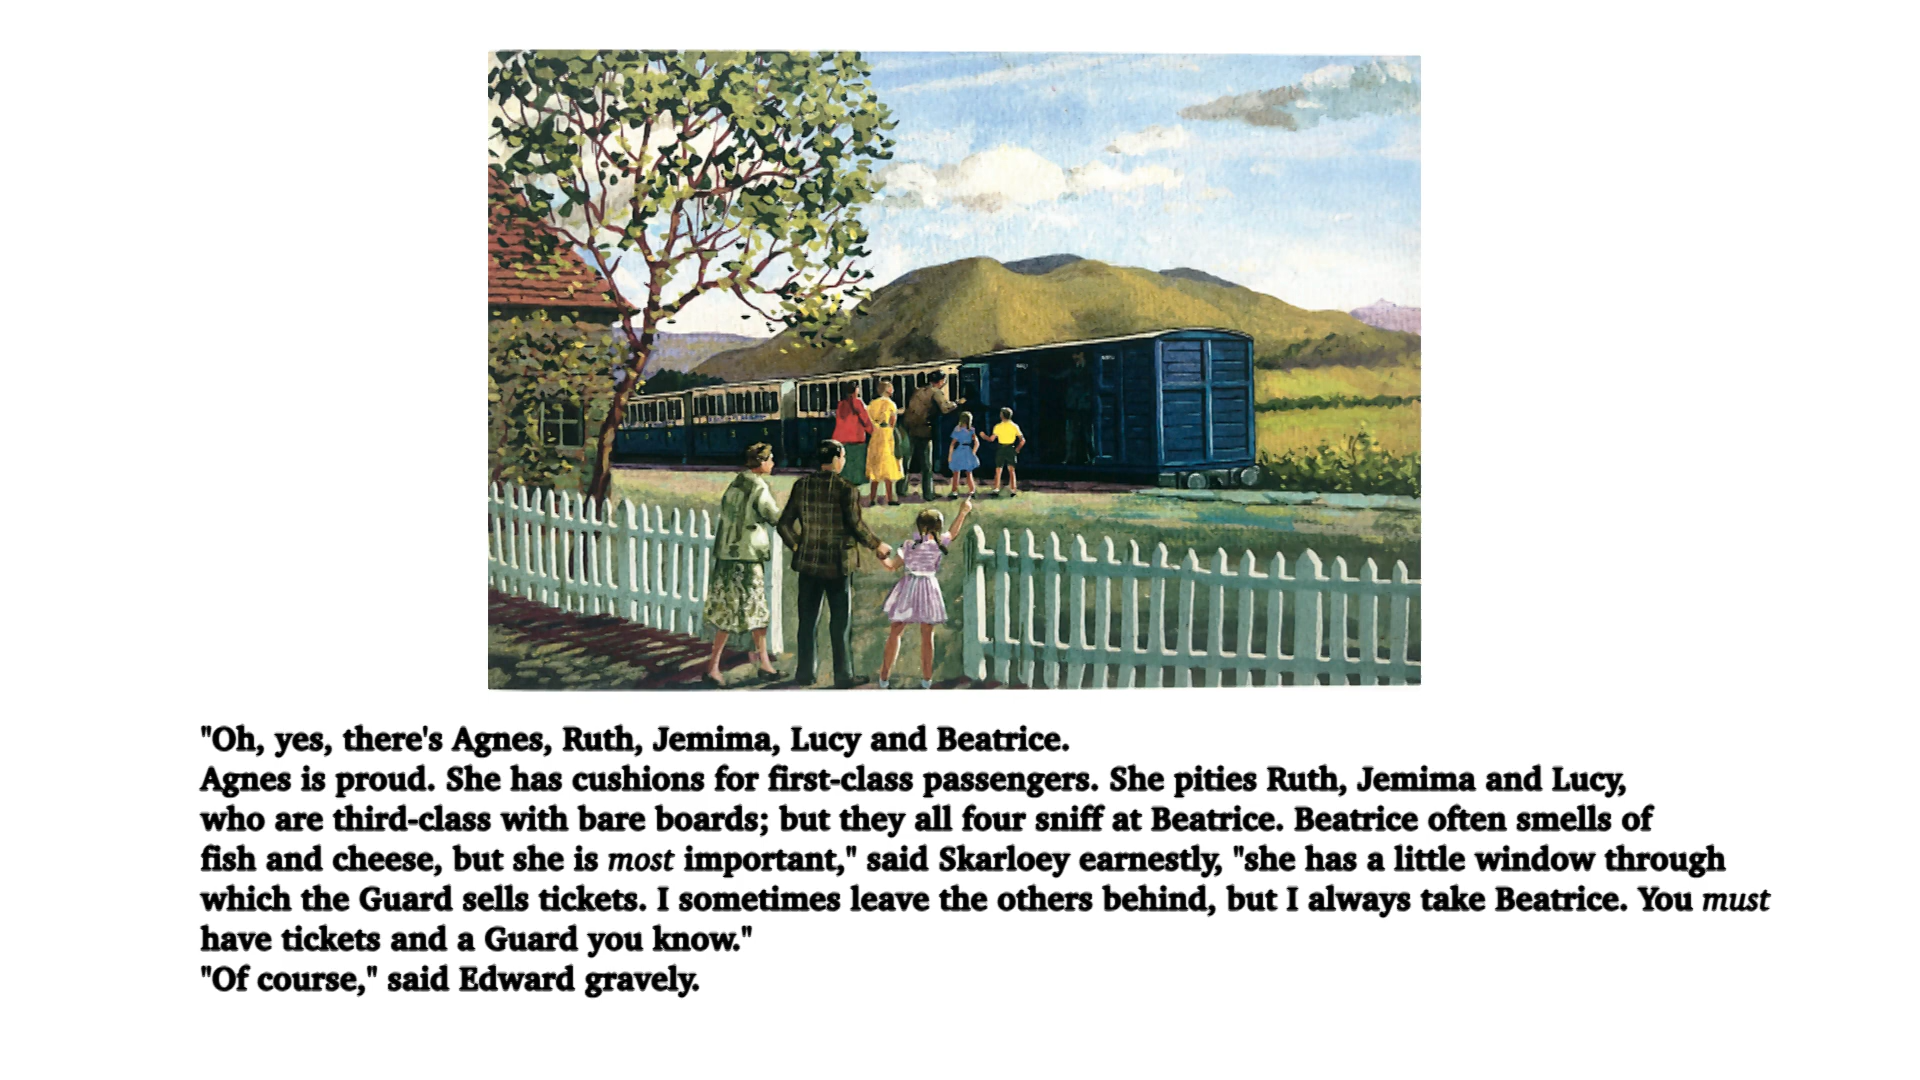 "Oh, yes, there's Agnes, Ruth, Jemima, Lucy and Beatrice.
Agnes is proud. She has cushions for first-class passengers. She pities Ruth, Jemima and Lucy,
who are third-class with bare boards; but they all four sniff at Beatrice. Beatrice often smells of
fish and cheese, but she is most important," said Skarloey earnestly, "she has a little window through
which the Guard sells tickets. I sometimes leave the others behind, but I always take Beatrice. You must
have tickets and a Guard you know."
"Of course," said Edward gravely.